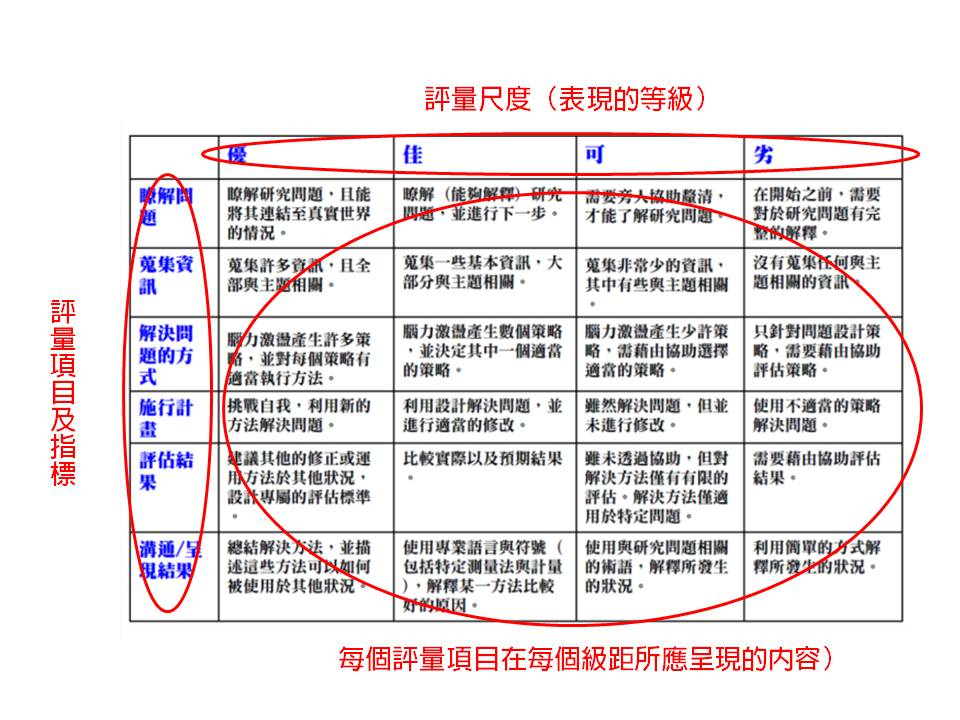 評量尺度（表現的等級）
優
佳
可
劣
瞭解問
題
瞭解研究問題，且能
將其連結至真實世界
的情況。
瞭解（能夠解釋）研究
問題，並進行下一步。
需要旁人協助釐清，
才能了解研究問題。
在開始之前，需要
對於研究問題有完
整的解釋。
蒐集資
訊
蒐集許多資訊，且全
部與主題相關。
蒐集一些基本資訊，大
部分與主題相關。
蒐集非常少的資訊，
其中有些與主題相關
。
沒有蒐集任何與主
題相關的資訊。
解決問
題的方
式
腦力激盪產生許多策
略，並對每個策略有
適當執行方法。
腦力激盪產生數個策略
，並決定其中一個適當
的策略。
腦力激盪產生少許策
略，需藉由協助選擇
適當的策略。
只針對問題設計策
略，需要藉由協助
評估策略。
施行計
畫
挑戰自我，利用新的
方法解決問題。
利用設計解決問題，並
進行適當的修改。
雖然解決問題，但並
未進行修改。
使用不適當的策略
解決問題。
評估結
果
建議其他的修正或運
用方法於其他狀況，
設計專屬的評估標準
。
比較實際以及預期結果
。
雖未透過協助，但對
解決方法僅有有限的
評估。解決方法僅適
用於特定問題。
需要藉由協助評估
結果。
溝通/呈
現結果
總結解決方法，並描
述這些方法可以如何
被使用於其他狀況。
使用專業語言與符號（
包括特定測量法與計量
），解釋某一方法比較
好的原因。
使用與研究問題相關
的術語，解釋所發生
的狀況。
利用簡單的方式解
釋所發生的狀況。
評量項目及指標
每個評量項目在每個級距所應呈現的內容）